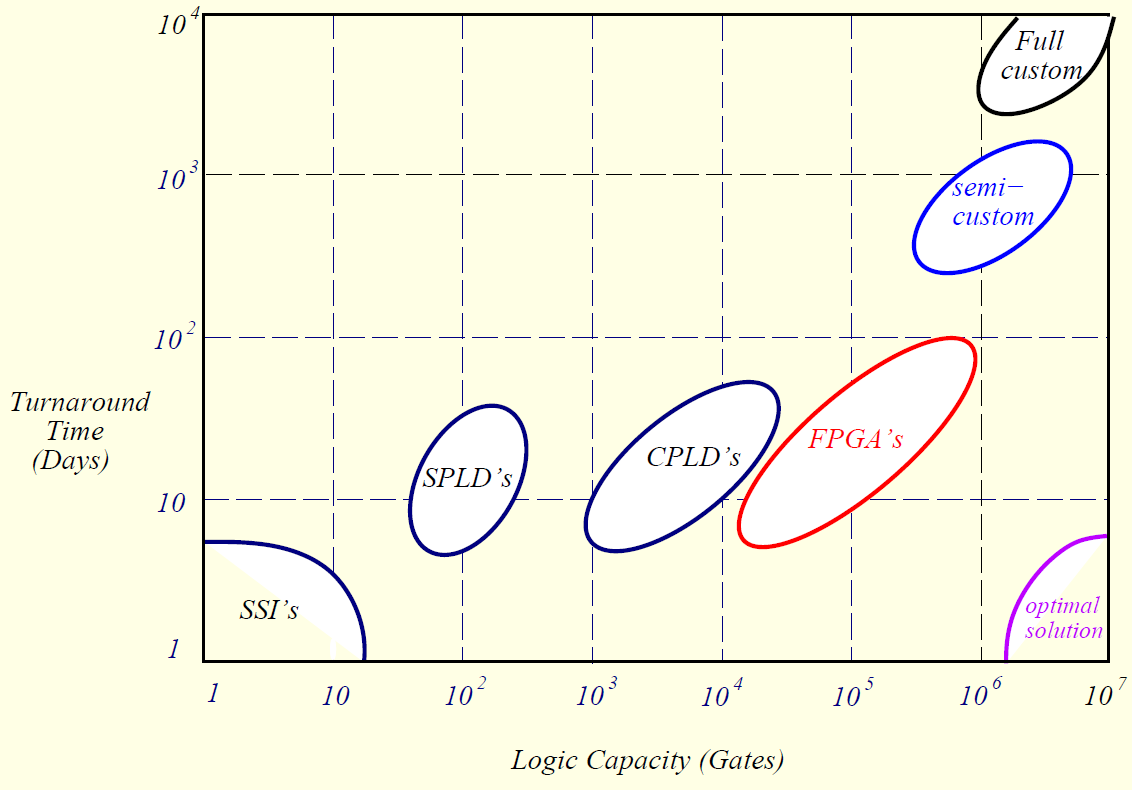 10^4
Full
custom
10^3
semi−
custom
10^2
Turnaround
Time
(Days)
FPGA’s
CPLD’s
SPLD’s
10
SSI’s
optimal
solution
1
1 10 10^2 10^3 10^4 10^5 10^6 10^7
Logic Capacity (Gates)